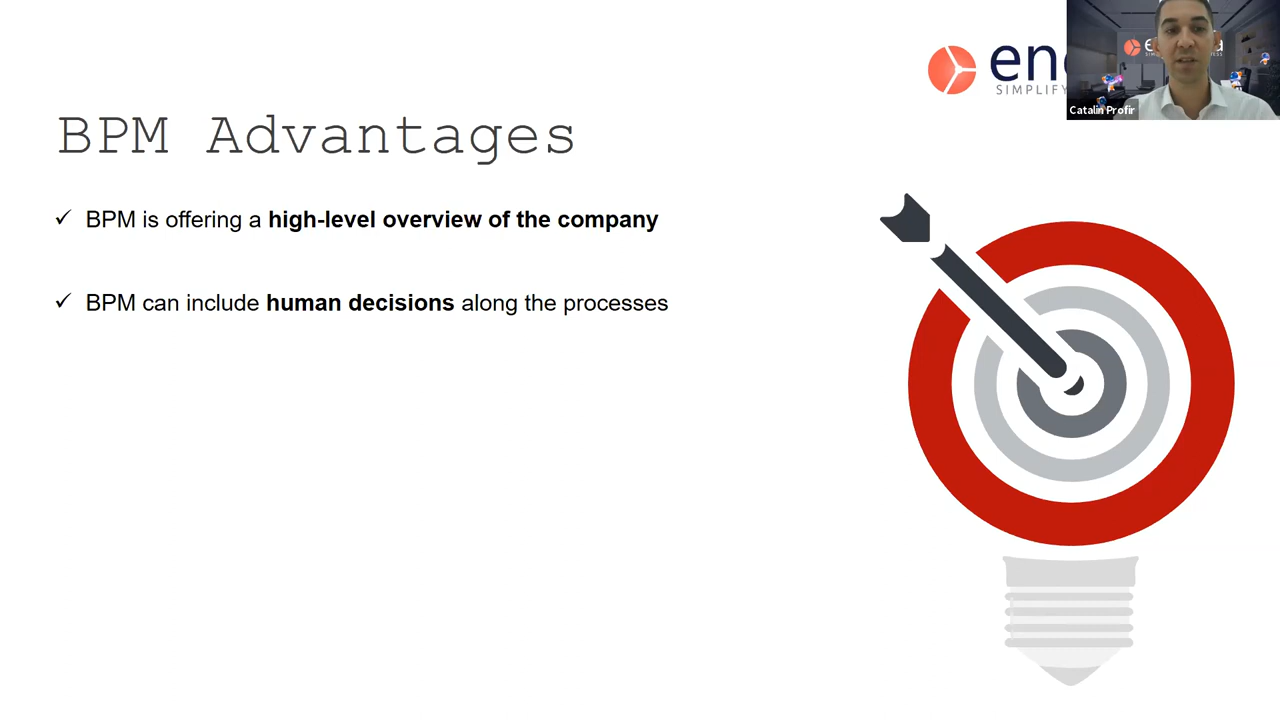 BPM Advantages
✓ BPM is offering a high-level overview of the company
✓ BPM can include human decisions along the processes
SIMPLIFY
Catalin Profir